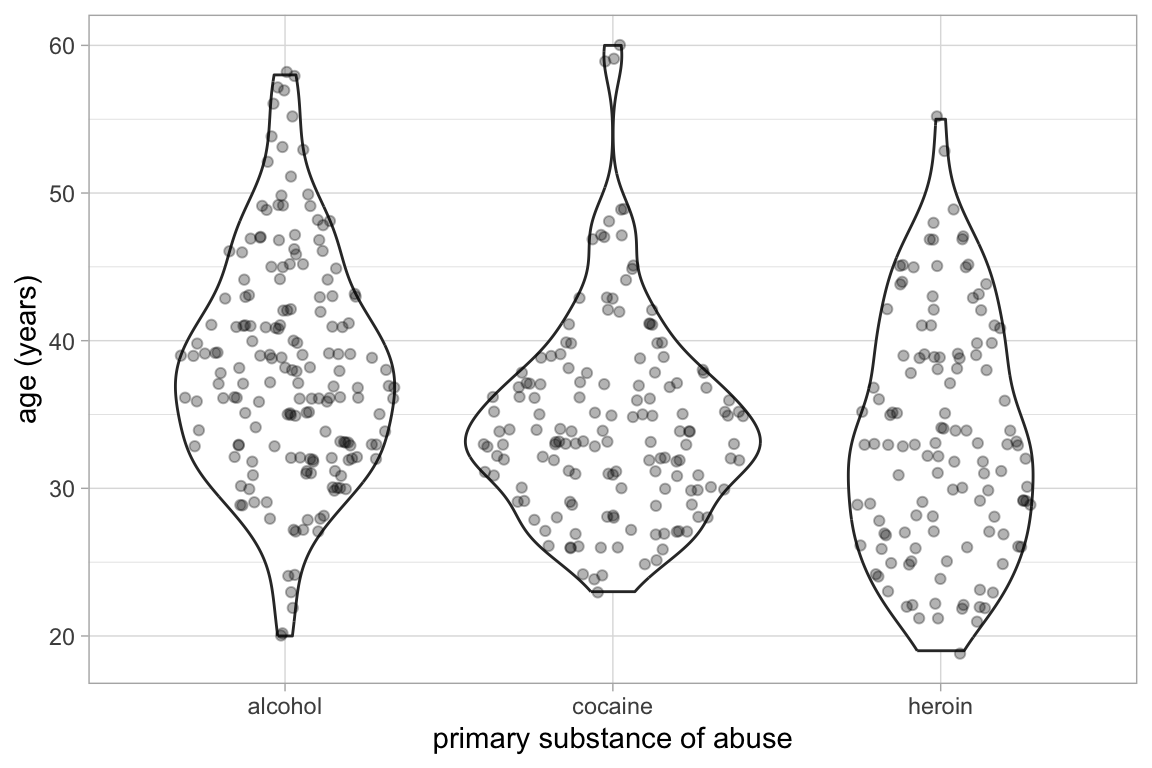 age (years)
60
50
40
30
20
alcohol
cocaine
heroin
primary substance of abuse